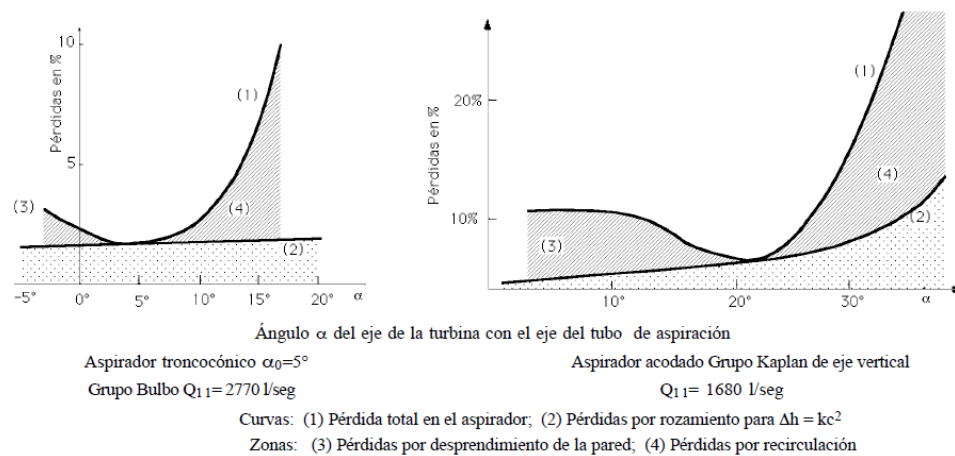 Pérdidas en %
10
5
(1)
(2)
(3)
(4)
-5° 0° 5° 10° 15° 20° α
Pérdidas en %
20%
10%
(1)
(2)
(3)
(4)
10° 20° 30° α
Ángulo α del eje de la turbina con el eje del tubo de aspiración
Aspirador troncocónico α₀=5°
Grupo Bulbo Q₁₁= 2770 l/seg
Aspirador acodado Grupo Kaplan de eje vertical
Q₁₁= 1680 l/seg
Curvas: (1) Pérdida total en el aspirador; (2) Pérdidas por rozamiento para Δh = kc²
Zonas: (3) Pérdidas por desprendimiento de la pared; (4) Pérdidas por recirculación